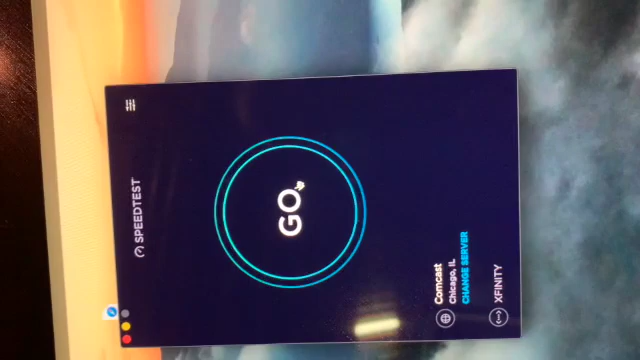 SPEEDTEST
GO
Comcast
Chicago, IL
CHANGE SERVER
XFINITY